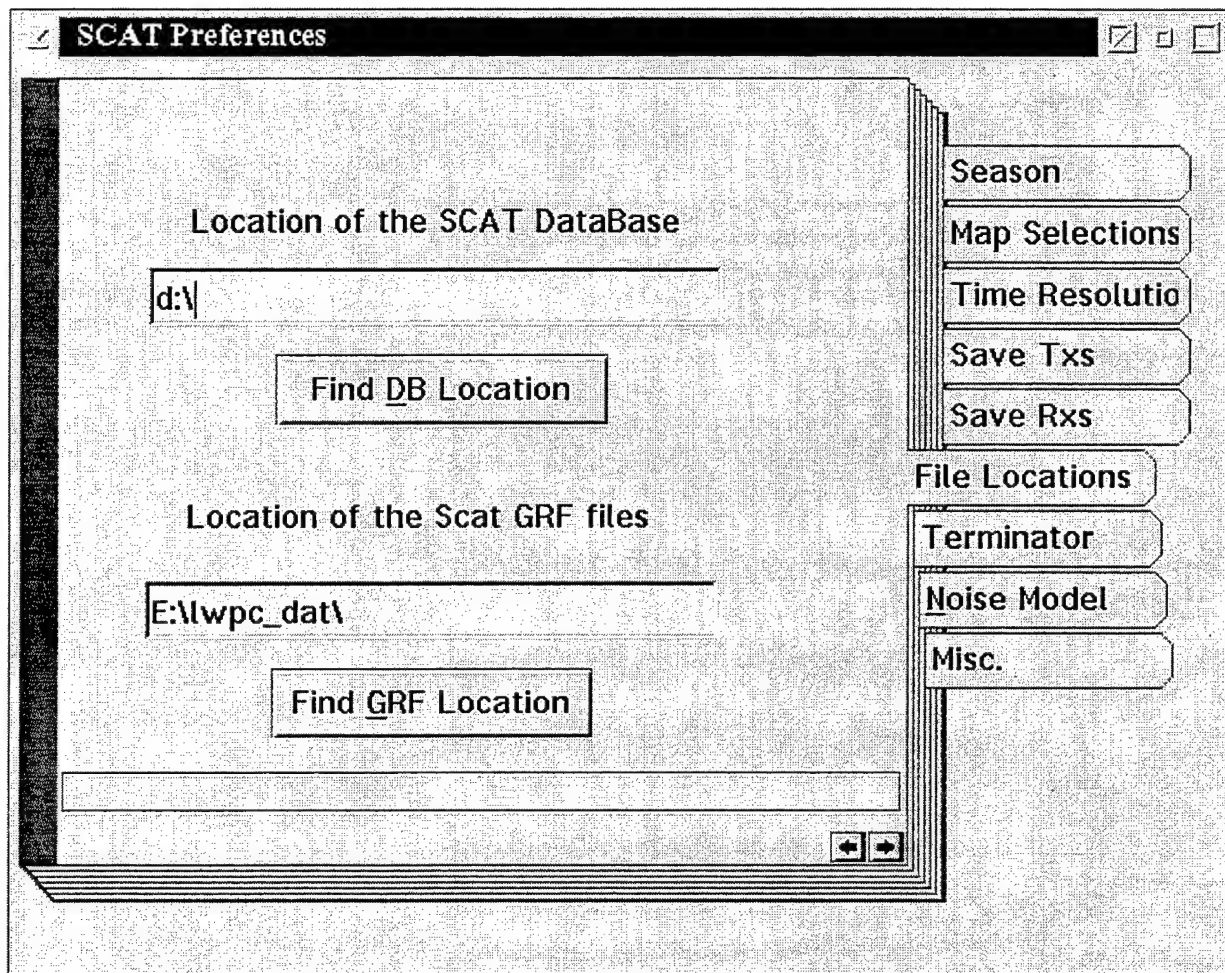 SCAT Preferences
Location of the SCAT DataBase
d:\
Find DB Location
Location of the Scat GRF files
E:\lwpc_dat\
Find GRF Location
Season
Map Selections
Time Resolutio
Save Txs
Save Rxs
File Locations
Terminator
Noise Model
Misc.